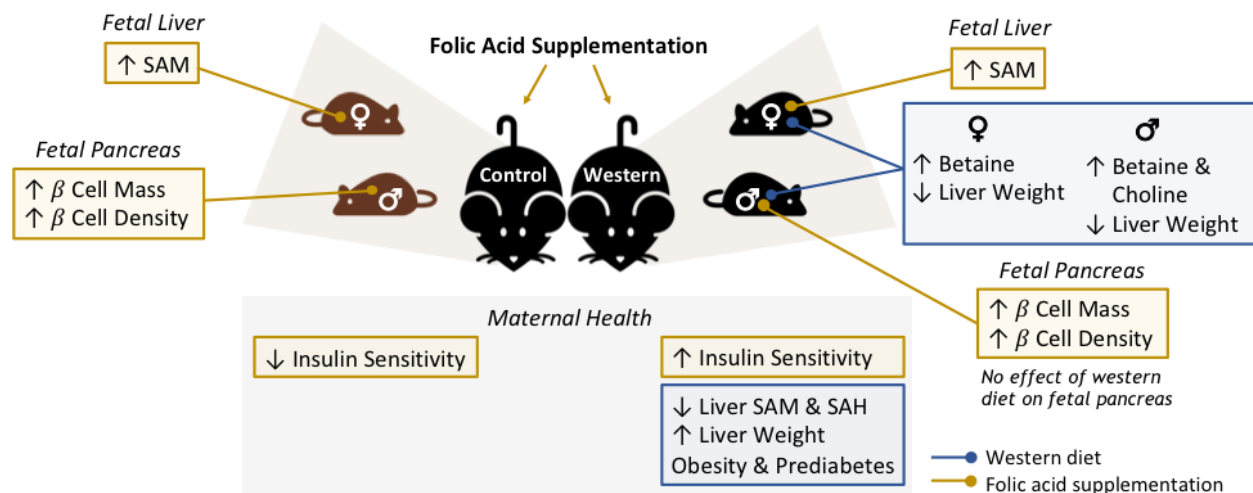 Fetal Liver
↑ SAM
Fetal Pancreas
↑ β Cell Mass
↑ β Cell Density
Folic Acid Supplementation
♀
♂
Control
Western
♀
♂
Fetal Liver
↑ SAM
♀
↑ Betaine
↓ Liver Weight
♂
↑ Betaine &
Choline
↓ Liver Weight
Fetal Pancreas
↑ β Cell Mass
↑ β Cell Density
No effect of western
diet on fetal pancreas
Maternal Health
↓ Insulin Sensitivity
↑ Insulin Sensitivity
↓ Liver SAM & SAH
↑ Liver Weight
Obesity & Prediabetes
Western diet
Folic acid supplementation